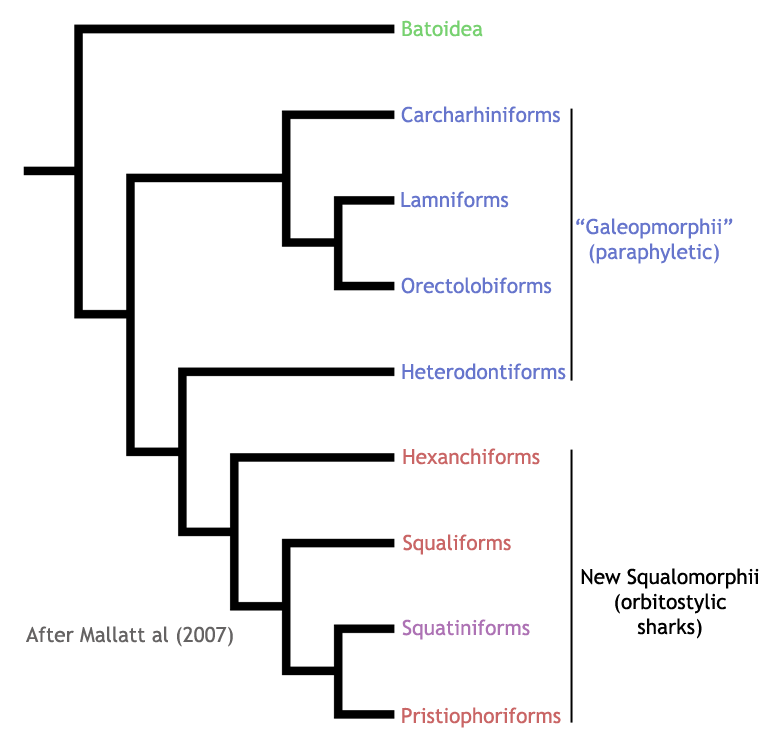 Batoidea
Carcharhiniforms
Lamniforms
“Galeopmorphii”
(paraphyletic)
Orectolobiforms
Heterodontiforms
Hexanchiforms
Squaliforms
New Squalomorphii
(orbitostylic
sharks)
Squatiniforms
After Mallatt al (2007)
Pristiophoriforms